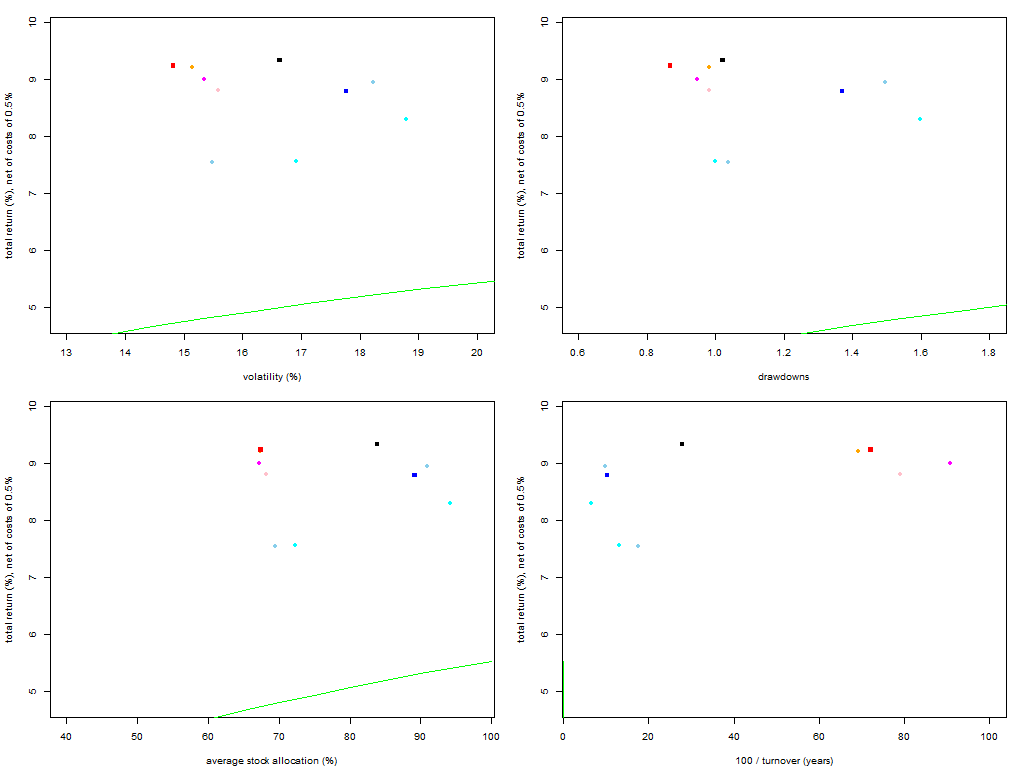 total return (%), net of costs of 0.5%
10
9
8
7
6
5
13 14 15 16 17 18 19 20
volatility (%)
total return (%), net of costs of 0.5%
10
9
8
7
6
5
0.6 0.8 1.0 1.2 1.4 1.6 1.8
drawdowns
total return (%), net of costs of 0.5%
10
9
8
7
6
5
40 50 60 70 80 90 100
average stock allocation (%)
total return (%), net of costs of 0.5%
10
9
8
7
6
5
0 20 40 60 80 100
100 / turnover (years)